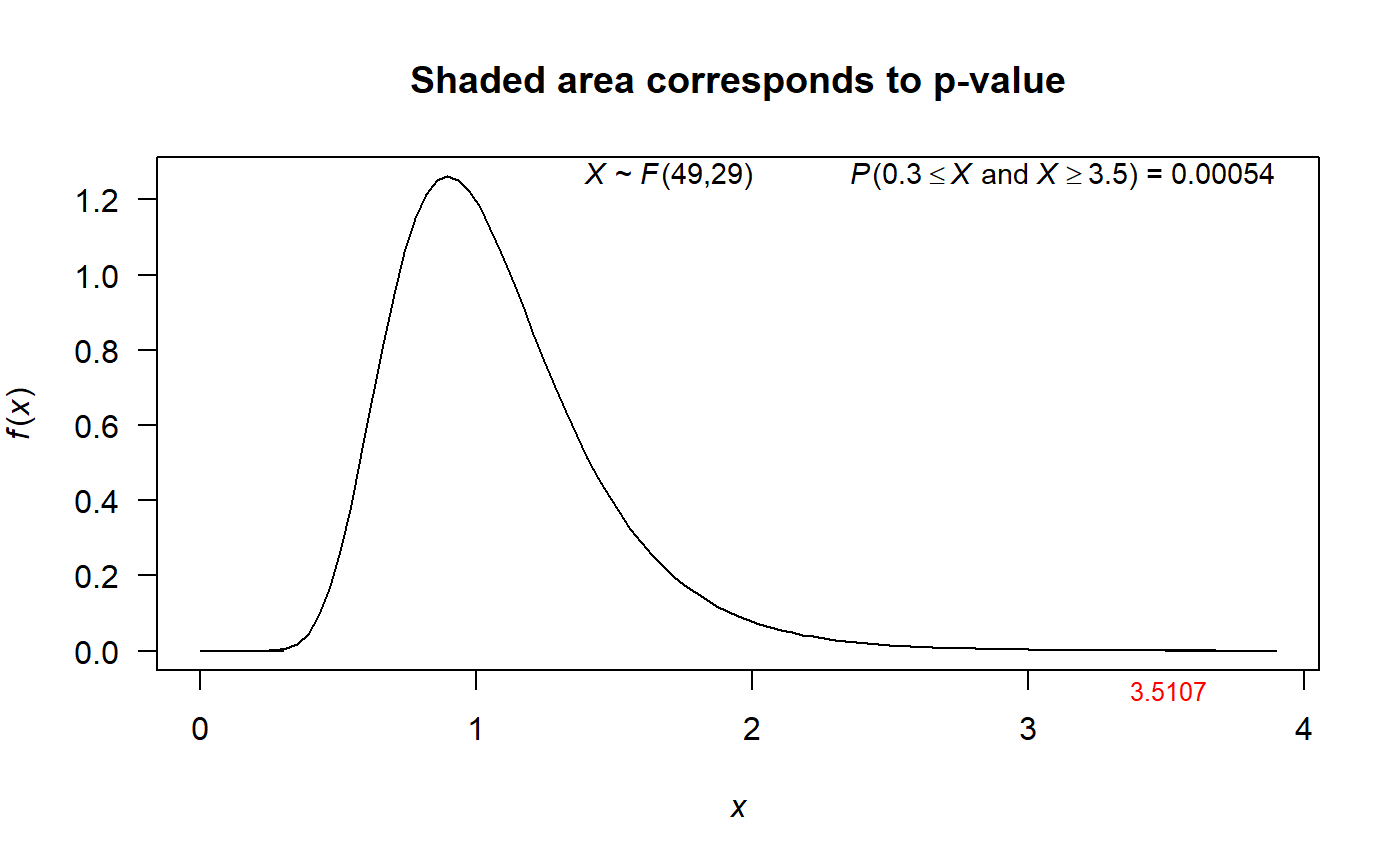 Shaded area corresponds to p-value
X ~ F(49,29) P(0.3 ≤ X and X ≥ 3.5) = 0.00054
f(x)
1.2
1.0
0.8
0.6
0.4
0.2
0.0
3.5107
0 1 2 3 4
x